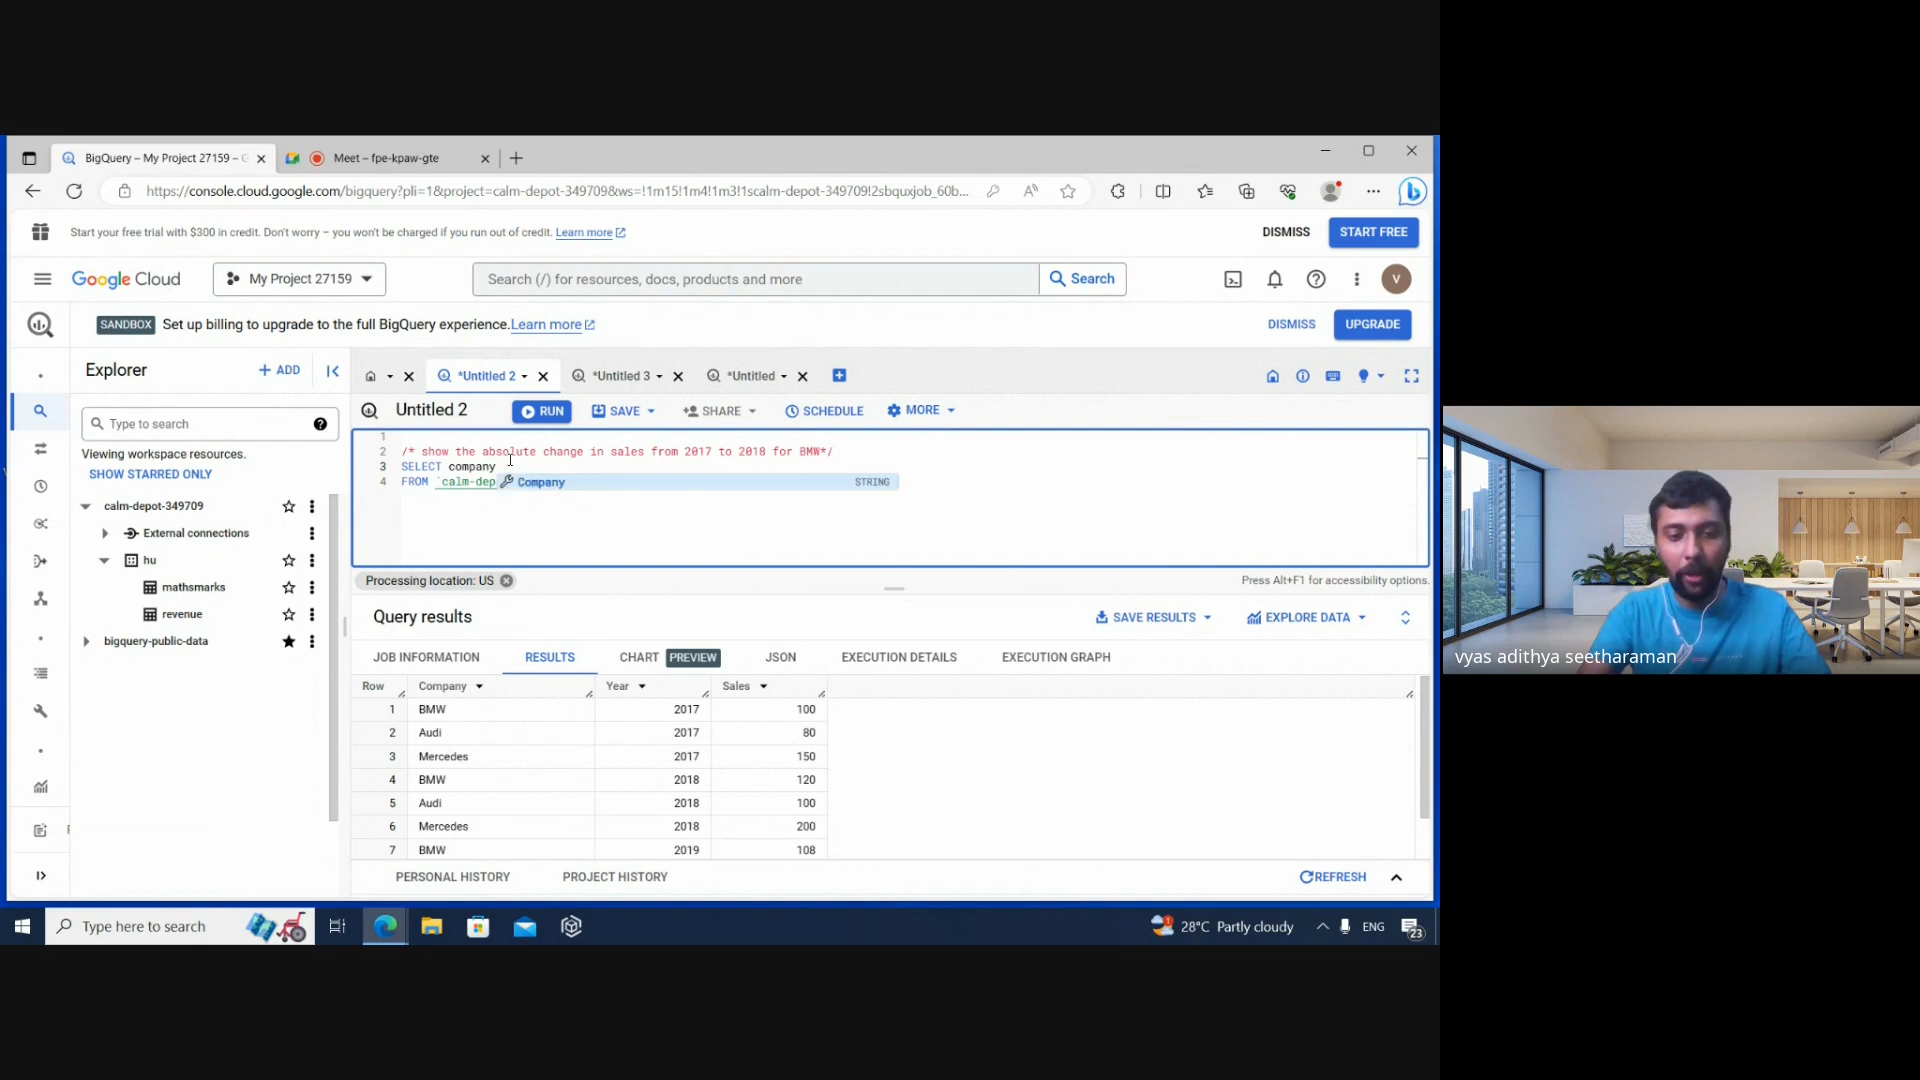 BigQuery – My Project 27159 – G
Meet – fpe-kpaw-gte
https://console.cloud.google.com/bigquery?pli=1&project=calm-depot-349709&ws=!1m15!1m4!1m3!1scalm-depot-349709!2sbquxjob_60b...
Start your free trial with $300 in credit. Don't worry – you won't be charged if you run out of credit. Learn more
DISMISS
START FREE
Google Cloud
My Project 27159
Search (/) for resources, docs, products and more
Search
V
SANDBOX Set up billing to upgrade to the full BigQuery experience. Learn more
DISMISS
UPGRADE
Explorer
+ ADD
*Untitled 2
*Untitled 3
*Untitled
Untitled 2
RUN
SAVE
SHARE
SCHEDULE
MORE
Type to search
Viewing workspace resources.
SHOW STARRED ONLY
calm-depot-349709
External connections
hu
mathsmarks
revenue
bigquery-public-data
1
2 /* show the absolute change in sales from 2017 to 2018 for BMW*/
3 SELECT company
4 FROM `calm-dep
Company STRING
Processing location: US
Press Alt+F1 for accessibility options.
Query results
SAVE RESULTS
EXPLORE DATA
JOB INFORMATION
RESULTS
CHART PREVIEW
JSON
EXECUTION DETAILS
EXECUTION GRAPH
Row Company Year Sales
1 BMW 2017 100
2 Audi 2017 80
3 Mercedes 2017 150
4 BMW 2018 120
5 Audi 2018 100
6 Mercedes 2018 200
7 BMW 2019 108
PERSONAL HISTORY
PROJECT HISTORY
REFRESH
Type here to search
28°C Partly cloudy
ENG
23
vyas adithya seetharaman